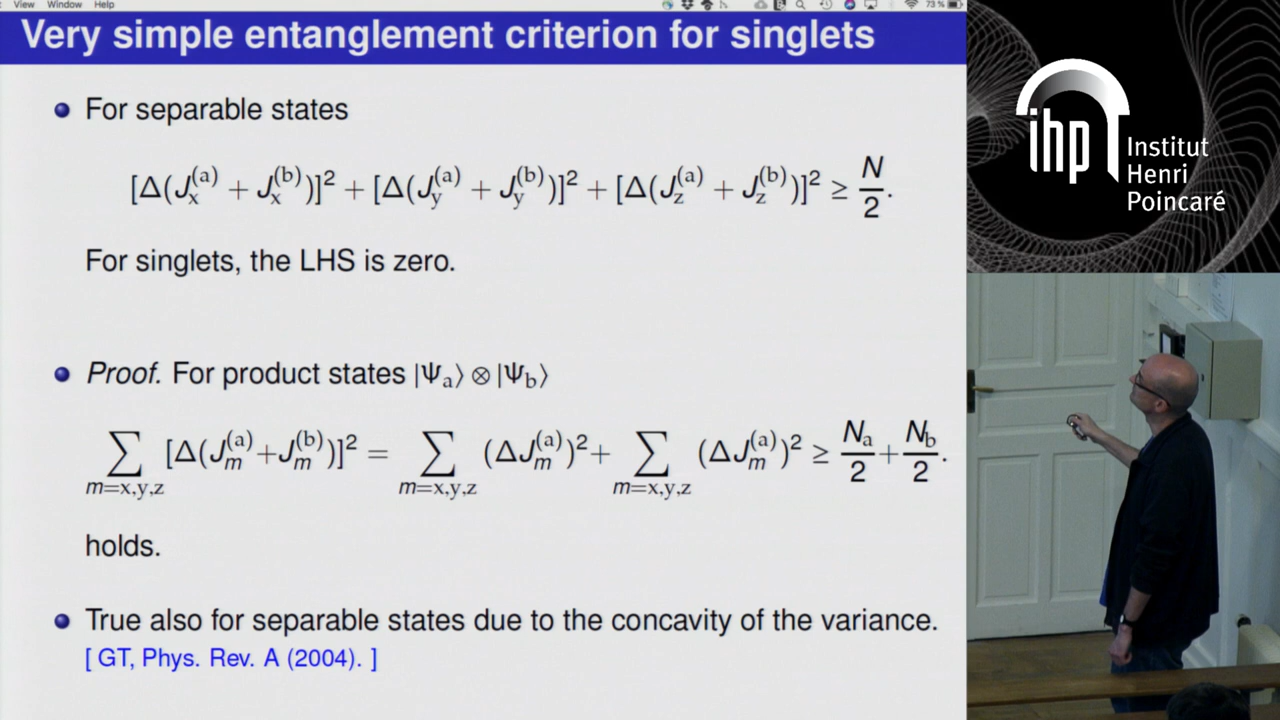 View Window Help
73 %
Very simple entanglement criterion for singlets
For separable states
[Δ(J_x^(a) + J_x^(b))]² + [Δ(J_y^(a) + J_y^(b))]² + [Δ(J_z^(a) + J_z^(b))]² ≥ N/2.
For singlets, the LHS is zero.
Proof. For product states |Ψ_a⟩ ⊗ |Ψ_b⟩
∑_{m=x,y,z} [Δ(J_m^(a)+J_m^(b))]² = ∑_{m=x,y,z} (ΔJ_m^(a))² + ∑_{m=x,y,z} (ΔJ_m^(a))² ≥ N_a/2 + N_b/2.
holds.
True also for separable states due to the concavity of the variance.
[ GT, Phys. Rev. A (2004). ]
ihp
Institut
Henri
Poincaré